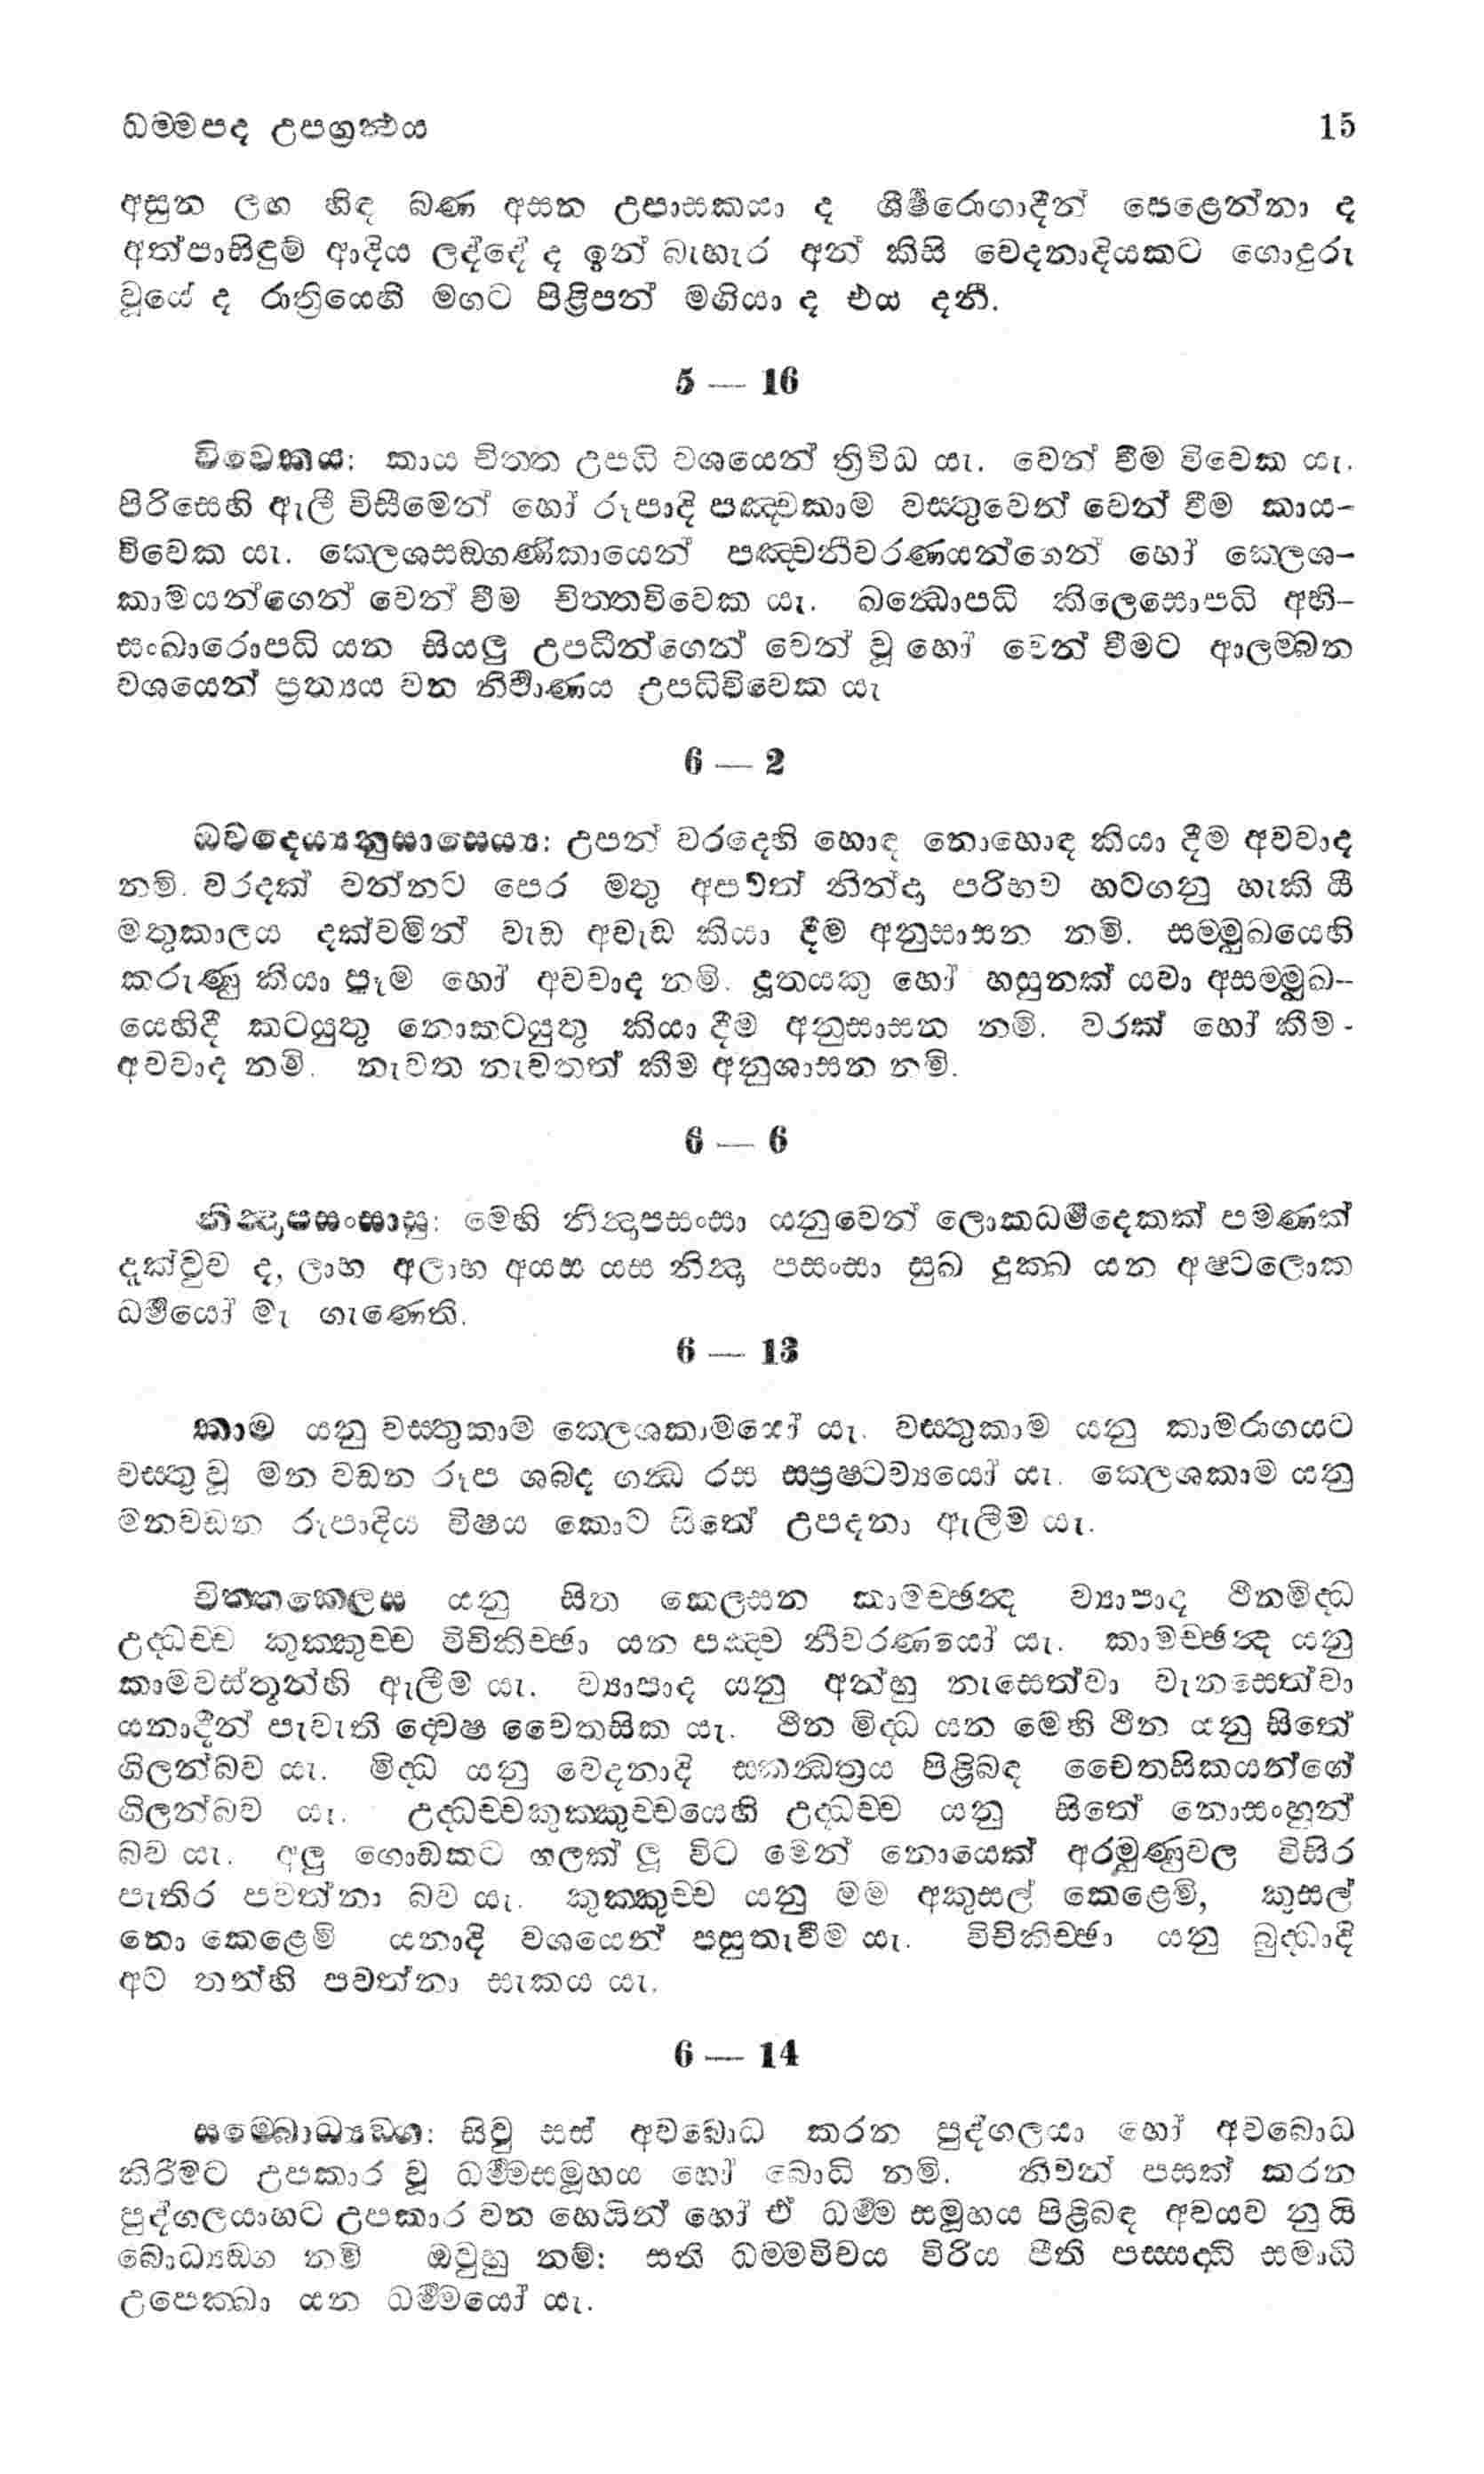 ධම්මපද උපග්‍රන්ථය 15
අසුන ලඟ හිඳ බණ අසන උපාසකයා ද ශීර්ෂරොගාදීන් පෙළෙන්නා ද
අත්පාසිඳුම් ආදිය ලද්දේ ද ඉන් බැහැර අන් කිසි වෙදනාදියකට ගොදුරු
වූයේ ද රාත්‍රියෙහි මගට පිළිපන් මගියා ද එය දනී.
5 — 16
විවෙකය: කාය චිත්ත උපධි වශයෙන් ත්‍රිවිධ යැ. වෙන් වීම විවෙක යැ.
පිරිසෙහි ඇලී විසීමෙන් හෝ රූපාදි පඤ්චකාම වස්තුවෙන් වෙන් වීම කාය-
විවෙක යැ. ක්ලෙශසඞ්ගණිකායෙන් පඤ්චනීවරණයන්ගෙන් හෝ ක්ලෙශ-
කාමයන්ගෙන් වෙන් වීම චිත්තවිවෙක යැ. ඛන්ධොපධි කිලෙසොපධි අභි-
සංඛාරොපධි යන සියලු උපධීන්ගෙන් වෙන් වූ හෝ වෙන් වීමට ආලම්බන
වශයෙන් ප්‍රත්‍යය වන නිර්වාණය උපධිවිවෙක යැ
6 — 2
ඔවදෙය්‍යනුසාසෙය්‍ය: උපන් වරදෙහි හොඳ නොහොඳ කියා දීම අවවාද
නමි. වරදක් වන්නට පෙර මතු අපවත් නින්දා පරිභව හටගනු හැකි යී
මතුකාලය දක්වමින් වැඩ අවැඩ කියා දීම අනුසාසන නමි. සම්මුඛයෙහි
කරුණු කියා පෑම හෝ අවවාද නමි. දූතයකු හෝ හසුනක් යවා අසම්මුඛ-
යෙහිදී කටයුතු නොකටයුතු කියා දීම අනුසාසන නමි. වරක් හෝ කීම -
අවවාද නමි. නැවත නැවතත් කීම අනුශාසන නමි.
6 — 6
නින්දාපසංසාසු: මෙහි නින්දාපසංසා යනුවෙන් ලොකධර්මදෙකක් පමණක්
දැක්වුව ද, ලාභ අලාභ අයස යස නින්දා පසංසා සුඛ දුක්ඛ යන අෂ්ටලොක
ධර්මයෝ මැ ගැණෙති.
6 — 13
කාම යනු වස්තුකාම ක්ලෙශකාමයෝ යැ. වස්තුකාම යනු කාමරාගයට
වස්තු වූ මන වඩන රූප ශබ්ද ගන්ධ රස ස්ප්‍රෂ්ටව්‍යයෝ යැ. ක්ලෙශකාම යනු
මනවඩන රූපාදිය විෂය කොට සිතේ උපදනා ඇලීම යැ.
චිත්තක්ලෙස යනු සිත කෙලසන කාමච්ඡන්ද ව්‍යාපාද ථීනමිද්ධ
උද්ධච්ච කුක්කුච්ච විචිකිච්ඡා යන පඤ්ච නීවරණයෝ යැ. කාමච්ඡන්ද යනු
කාමවස්තූන්හි ඇලීම යැ. ව්‍යාපාද යනු අන්හු නැසෙත්වා වැනසෙත්වා
යනාදීන් පැවැති ද්වෙෂ චෛතසික යැ. ථීන මිද්ධ යන මෙහි ථීන යනු සිතේ
ගිලන්බව යැ. මිද්ධ යනු වෙදනාදි ස්කන්ධත්‍රය පිළිබඳ චෛතසිකයන්ගේ
ගිලන්බව යැ. උද්ධච්චකුක්කුච්චයෙහි උද්ධච්ච යනු සිතේ නොසංහුන්
බව යැ. අලු ගොඩකට ගලක් ලූ විට මෙන් නොයෙක් අරමුණුවල විසිර
පැතිර පවත්නා බව යැ. කුක්කුච්ච යනු මම අකුසල් කෙළෙමි, කුසල්
නො කෙළෙමි යනාදි වශයෙන් පසුතැවීම යැ. විචිකිච්ඡා යනු බුද්ධාදි
අට තන්හි පවත්නා සැකය යැ.
6 — 14
සම්බොධ්‍යඞ්ග: සිවු සස් අවබොධ කරන පුද්ගලයා හෝ අවබොධ
කිරීමට උපකාර වූ ධර්මසමූහය හෝ බොධි නමි. නිවන් පසක් කරන
පුද්ගලයාහට උපකාර වන හෙයින් හෝ ඒ ධර්ම සමූහය පිළිබඳ අවයව නුයි
බොධ්‍යඞ්ග නම් ඔවුහු නම්: සති ධම්මවිචය විරිය පීති පස්සද්ධි සමාධි
උපෙක්ඛා යන ධර්මයෝ යැ.